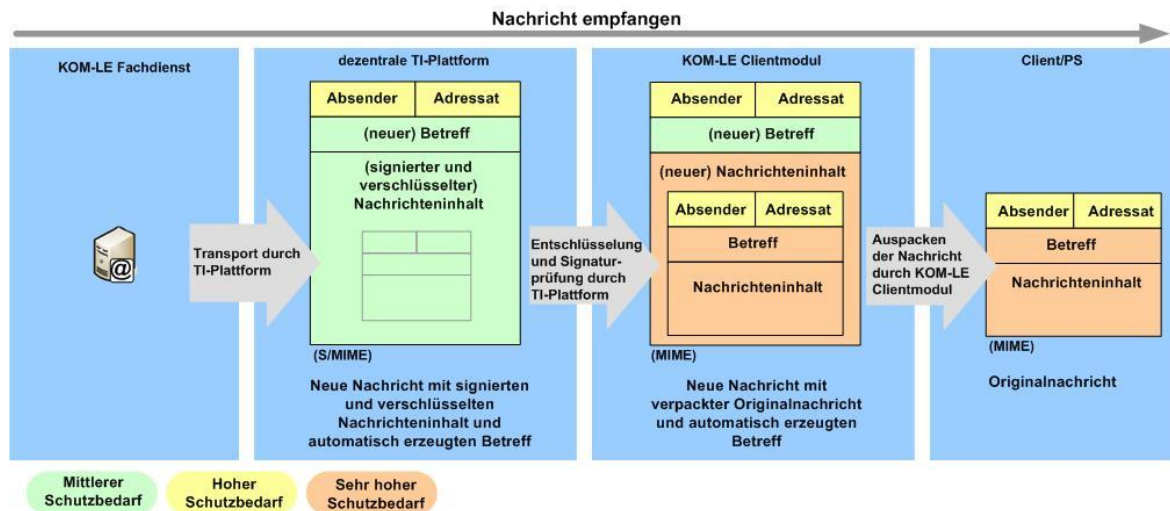 Nachricht empfangen
KOM-LE Fachdienst
@
Transport durch
TI-Plattform
dezentrale TI-Plattform
Absender
Adressat
(neuer) Betreff
(signierter und
verschlüsselter)
Nachrichteninhalt
(S/MIME)
Neue Nachricht mit signierten
und verschlüsselten
Nachrichteninhalt und
automatisch erzeugten Betreff
Entschlüsselung
und Signatur-
prüfung durch
TI-Plattform
KOM-LE Clientmodul
Absender
Adressat
(neuer) Betreff
(neuer) Nachrichteninhalt
Absender
Adressat
Betreff
Nachrichteninhalt
(MIME)
Neue Nachricht mit
verpackter Originalnachricht
und automatisch erzeugten
Betreff
Auspacken
der Nachricht
durch KOM-LE
Clientmodul
Client/PS
Absender
Adressat
Betreff
Nachrichteninhalt
(MIME)
Originalnachricht
Mittlerer
Schutzbedarf
Hoher
Schutzbedarf
Sehr hoher
Schutzbedarf